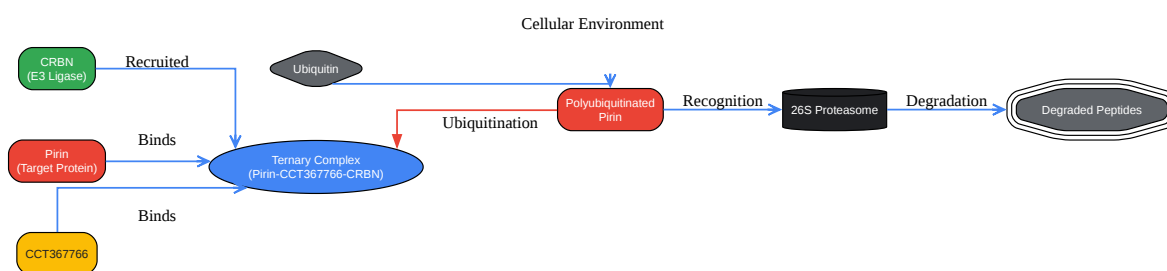 Cellular Environment
CRBN
(E3 Ligase)
Recruited
Ubiquitin
Polyubiquitinated
Pirin
Recognition
26S Proteasome
Degradation
Degraded Peptides
Ubiquitination
Pirin
(Target Protein)
Binds
Ternary Complex
(Pirin-CCT367766-CRBN)
Binds
CCT367766